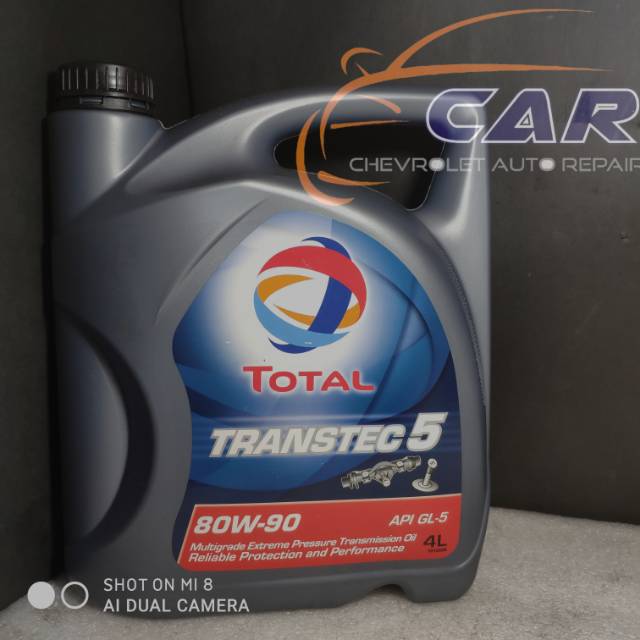 CAR
CHEVROLET AUTO REPAIR
TOTAL
TRANSTEC 5
80W-90 API GL-5
Multigrade Extreme Pressure Transmission Oil
Reliable Protection and Performance
4L
SHOT ON MI 8
AI DUAL CAMERA